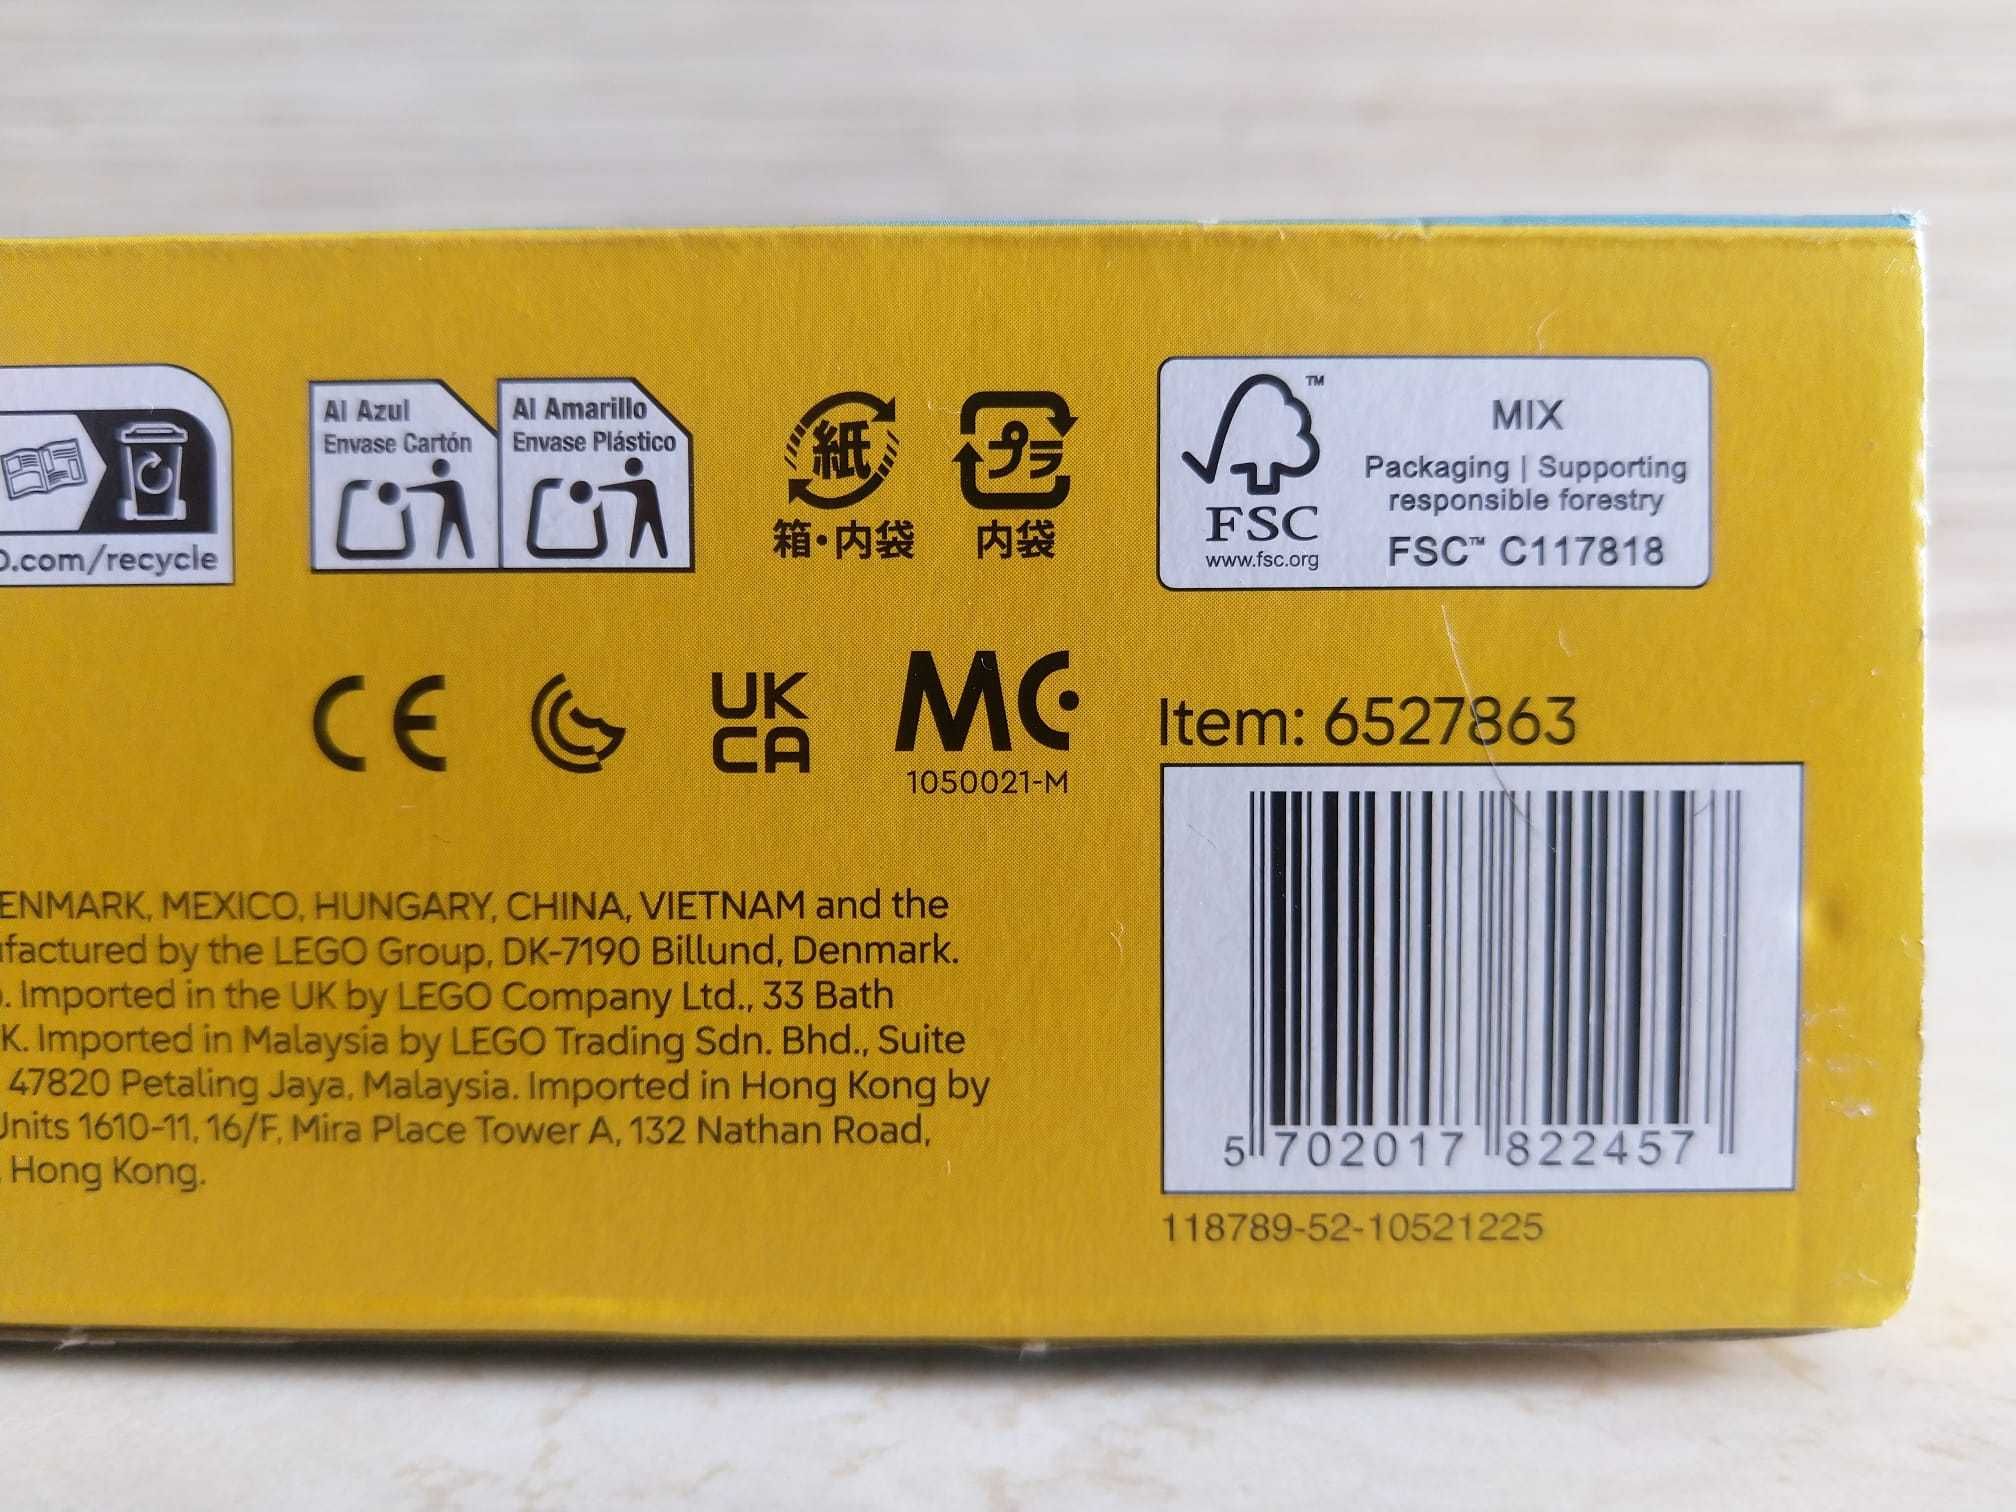 Al Azul
Envase Cartón
Al Amarillo
Envase Plástico
紙
箱・内袋
プラ
内袋
™
FSC
www.fsc.org
MIX
Packaging | Supporting
responsible forestry
FSC™ C117818
.com/recycle
CE
UK
CA
MC
1050021-M
Item: 6527863
MEXICO, HUNGARY, CHINA, VIETNAM and the
by the LEGO Group, DK-7190 Billund, Denmark.
Imported in the UK by LEGO Company Ltd., 33 Bath
Imported in Malaysia by LEGO Trading Sdn. Bhd., Suite
47820 Petaling Jaya, Malaysia. Imported in Hong Kong by
1610-11, 16/F, Mira Place Tower A, 132 Nathan Road,
Hong Kong.
5 702017 822457
118789-52-10521225